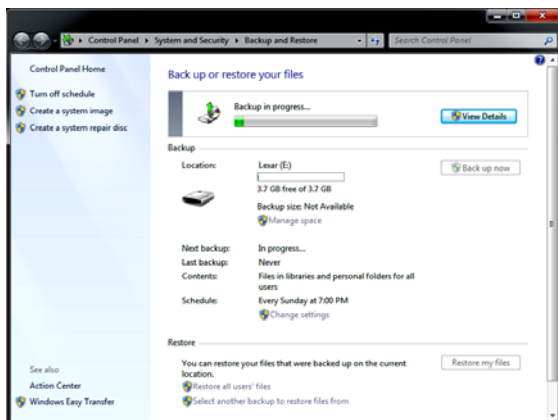 Control Panel ▸ System and Security ▸ Backup and Restore
Search Control Panel
Control Panel Home
Turn off schedule
Create a system image
Create a system repair disc
Back up or restore your files
Backup in progress...
View Details
Backup
Location:
Lexar (E:)
Back up now
3.7 GB free of 3.7 GB
Backup size: Not Available
Manage space
Next backup:
In progress...
Last backup:
Never
Contents:
Files in libraries and personal folders for all
users
Schedule:
Every Sunday at 7:00 PM
Change settings
Restore
You can restore your files that were backed up on the current
location.
Restore my files
Restore all users' files
Select another backup to restore files from
See also
Action Center
Windows Easy Transfer